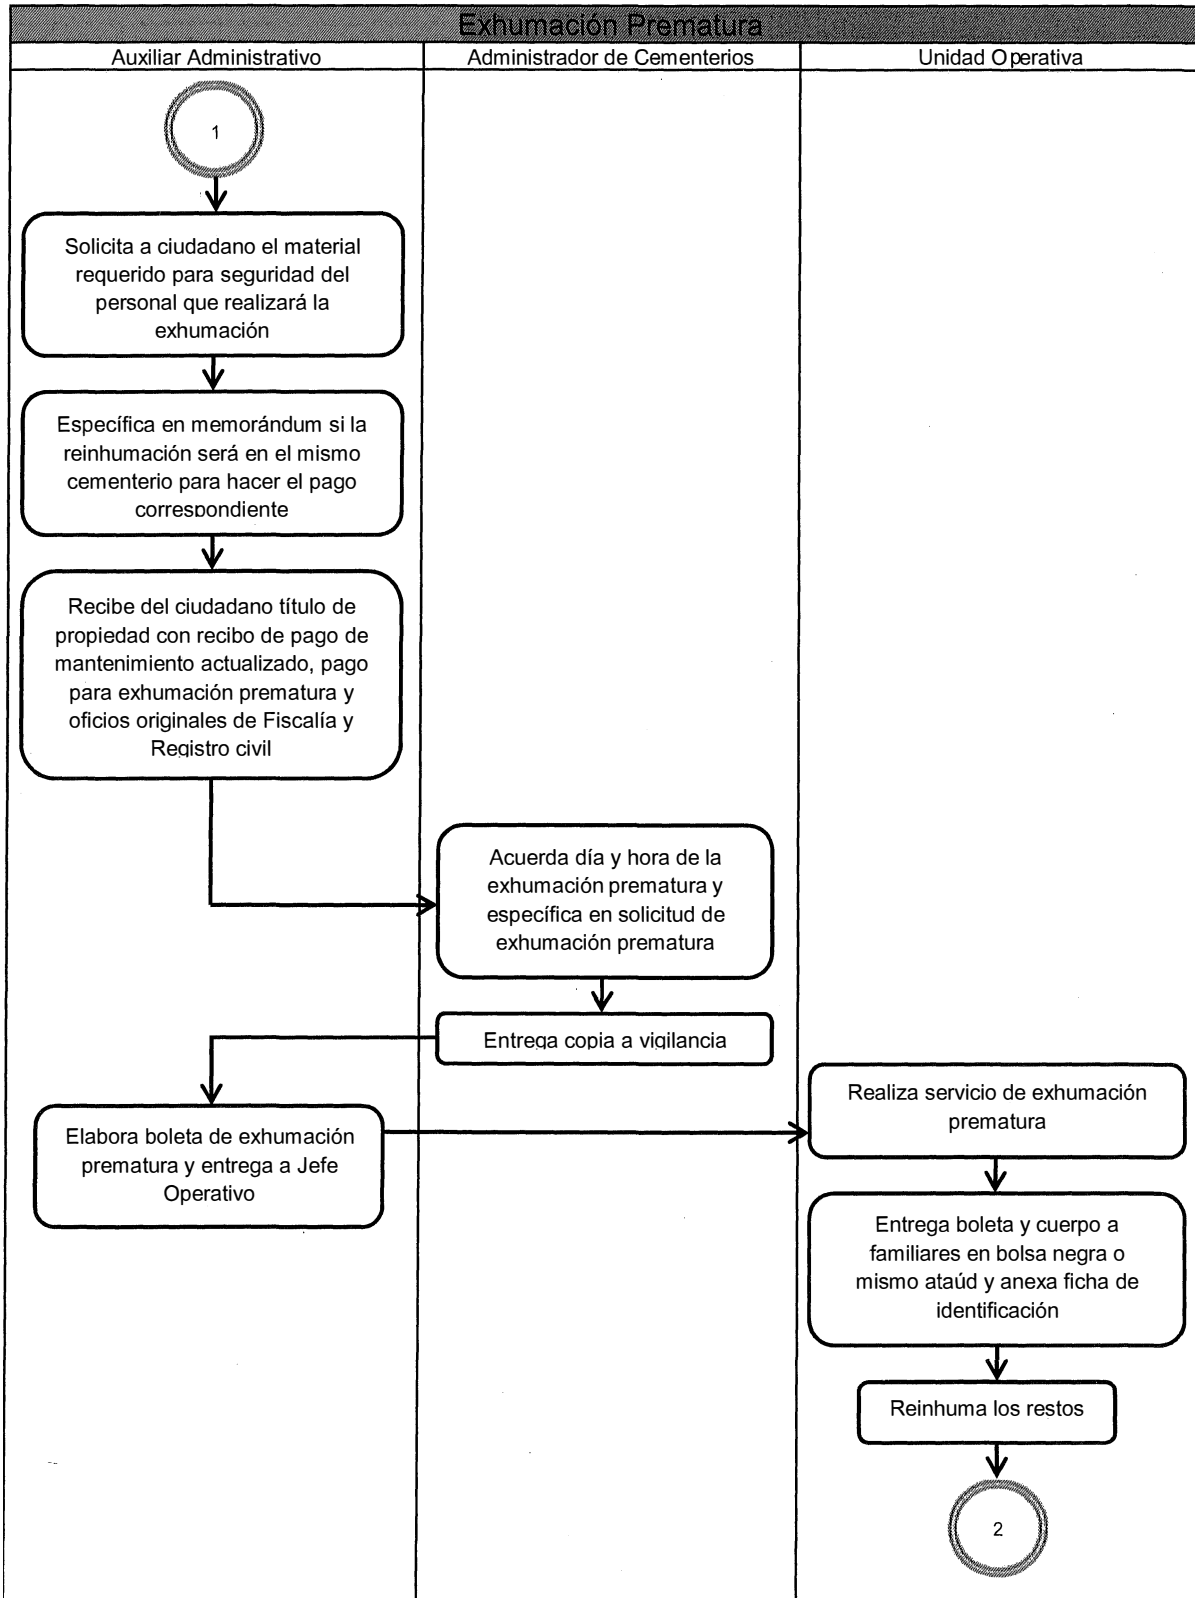 Exhumación Prematura
Auxiliar Administrativo
Administrador de Cementerios
Unidad Operativa
1
Solicita a ciudadano el material
requerido para seguridad del
personal que realizará la
exhumación
Específica en memorándum si la
reinhumación será en el mismo
cementerio para hacer el pago
correspondiente
Recibe del ciudadano título de
propiedad con recibo de pago de
mantenimiento actualizado, pago
para exhumación prematura y
oficios originales de Fiscalía y
Registro civil
Acuerda día y hora de la
exhumación prematura y
específica en solicitud de
exhumación prematura
Entrega copia a vigilancia
Elabora boleta de exhumación
prematura y entrega a Jefe
Operativo
Realiza servicio de exhumación
prematura
Entrega boleta y cuerpo a
familiares en bolsa negra o
mismo ataúd y anexa ficha de
identificación
Reinhuma los restos
2